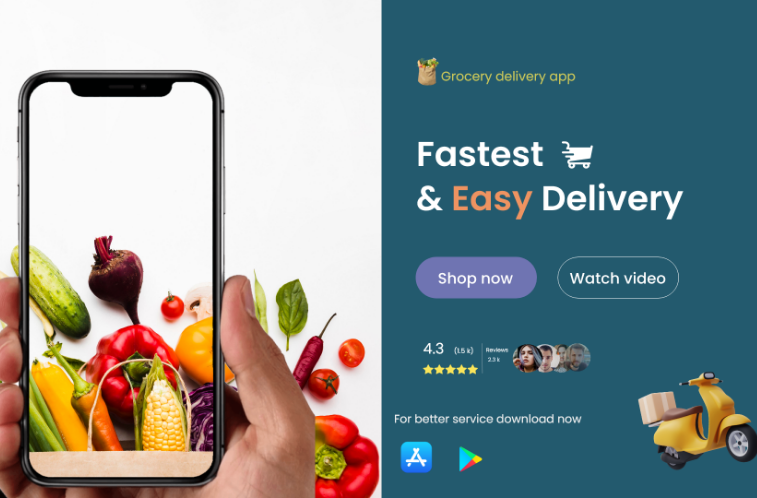 Grocery delivery app
Fastest
& Easy Delivery
Shop now
Watch video
4.3 (1.5 k)
Reviews
2.3 k
For better service download now